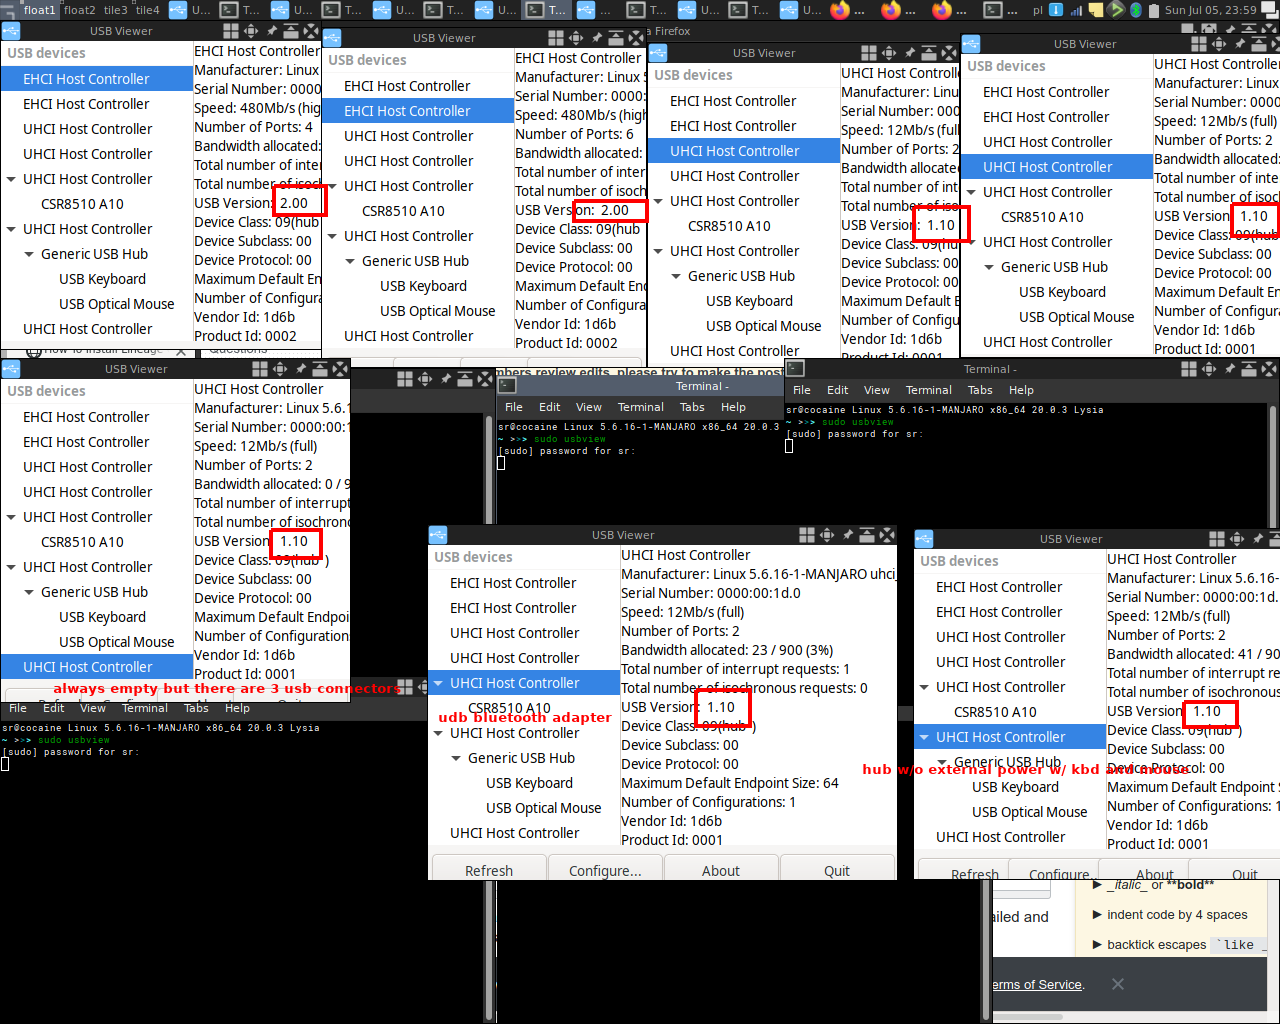 float1 float2 tile3 tile4 U... T... U... T... U... T... U... T... U... T... ... T... U... T... U... ... ... ... ... pl Sun Jul 05, 23:59
USB Viewer
USB devices
EHCI Host Controller
EHCI Host Controller
UHCI Host Controller
UHCI Host Controller
UHCI Host Controller
CSR8510 A10
UHCI Host Controller
Generic USB Hub
USB Keyboard
USB Optical Mouse
UHCI Host Controller
EHCI Host Controller
Manufacturer: Linux
Serial Number: 0000
Speed: 480Mb/s (hig
Number of Ports: 4
Bandwidth allocated:
Total number of inter
Total number of isoch
USB Version: 2.00
Device Class: 09(hub
Device Subclass: 00
Device Protocol: 00
Maximum Default En
Number of Configura
Vendor Id: 1d6b
Product Id: 0002
USB Viewer
USB devices
EHCI Host Controller
EHCI Host Controller
UHCI Host Controller
UHCI Host Controller
UHCI Host Controller
CSR8510 A10
UHCI Host Controller
Generic USB Hub
USB Keyboard
USB Optical Mouse
UHCI Host Controller
EHCI Host Controller
Manufacturer: Linux 5
Serial Number: 0000:
Speed: 480Mb/s (high
Number of Ports: 6
Bandwidth allocated:
Total number of inter
Total number of isoch
USB Version: 2.00
Device Class: 09(hub
Device Subclass: 00
Device Protocol: 00
Maximum Default En
Number of Configura
Vendor Id: 1d6b
Product Id: 0002
a Firefox
USB Viewer
USB devices
EHCI Host Controller
EHCI Host Controller
UHCI Host Controller
UHCI Host Controller
UHCI Host Controller
CSR8510 A10
UHCI Host Controller
Generic USB Hub
USB Keyboard
USB Optical Mouse
UHCI Host Controller
UHCI Host Controlle
Manufacturer: Linux
Serial Number: 000
Speed: 12Mb/s (full)
Number of Ports: 2
Bandwidth allocate
Total number of int
Total number of iso
USB Version: 1.10
Device Class: 09(hu
Device Subclass: 00
Device Protocol: 00
Maximum Default E
Number of Configu
Vendor Id: 1d6b
Product Id: 0001
USB Viewer
USB devices
EHCI Host Controller
EHCI Host Controller
UHCI Host Controller
UHCI Host Controller
CSR8510 A10
UHCI Host Controller
Generic USB Hub
USB Keyboard
USB Optical Mouse
UHCI Host Controller
UHCI Host Controller
Manufacturer: Linux
Serial Number: 0000
Speed: 12Mb/s (full)
Number of Ports: 2
Bandwidth allocated:
Total number of inte
Total number of isoc
USB Version: 1.10
Device Class: 09(hub
Device Subclass: 00
Device Protocol: 00
Maximum Default En
Number of Configura
Vendor Id: 1d6b
Product Id: 0001
How To Install Lineage
Questions
USB Viewer
USB devices
EHCI Host Controller
EHCI Host Controller
UHCI Host Controller
UHCI Host Controller
UHCI Host Controller
CSR8510 A10
UHCI Host Controller
Generic USB Hub
USB Keyboard
USB Optical Mouse
UHCI Host Controller
UHCI Host Controller
Manufacturer: Linux 5.6.1
Serial Number: 0000:00:1
Speed: 12Mb/s (full)
Number of Ports: 2
Bandwidth allocated: 0 / 9
Total number of interrupt
Total number of isochrono
USB Version: 1.10
Device Class: 09(hub )
Device Subclass: 00
Device Protocol: 00
Maximum Default Endpoi
Number of Configurations
Vendor Id: 1d6b
Product Id: 0001
always empty but there are 3 usb connectors
mbers review edits. please try to make the post
Terminal -
File Edit View Terminal Tabs Help
sr@cocaine Linux 5.6.16-1-MANJARO x86_64 20.0.3
~ >>> sudo usbview
[sudo] password for sr:
Terminal -
File Edit View Terminal Tabs Help
sr@cocaine Linux 5.6.16-1-MANJARO x86_64 20.0.3 Lysia
~ >>> sudo usbview
[sudo] password for sr:
File Edit View Terminal Tabs Help
sr@cocaine Linux 5.6.16-1-MANJARO x86_64 20.0.3 Lysia
~ >>> sudo usbview
[sudo] password for sr:
USB Viewer
USB devices
EHCI Host Controller
EHCI Host Controller
UHCI Host Controller
UHCI Host Controller
UHCI Host Controller
CSR8510 A10
udb bluetooth adapter
UHCI Host Controller
Generic USB Hub
USB Keyboard
USB Optical Mouse
UHCI Host Controller
UHCI Host Controller
Manufacturer: Linux 5.6.16-1-MANJARO uhci_
Serial Number: 0000:00:1d.0
Speed: 12Mb/s (full)
Number of Ports: 2
Bandwidth allocated: 23 / 900 (3%)
Total number of interrupt requests: 1
Total number of isochronous requests: 0
USB Version: 1.10
Device Class: 09(hub )
Device Subclass: 00
Device Protocol: 00
Maximum Default Endpoint Size: 64
Number of Configurations: 1
Vendor Id: 1d6b
Product Id: 0001
Refresh Configure... About Quit
USB Viewer
USB devices
EHCI Host Controller
EHCI Host Controller
UHCI Host Controller
UHCI Host Controller
UHCI Host Controller
CSR8510 A10
UHCI Host Controller
Generic USB Hub
USB Keyboard
USB Optical Mouse
UHCI Host Controller
UHCI Host Controller
Manufacturer: Linux 5.6.16-
Serial Number: 0000:00:1d.
Speed: 12Mb/s (full)
Number of Ports: 2
Bandwidth allocated: 41 / 90
Total number of interrupt re
Total number of isochronous
USB Version: 1.10
Device Class: 09(hub )
Device Subclass: 00
Device Protocol: 00
hub w/o external power w/ kbd and mouse
Maximum Default Endpoint S
Number of Configurations: 1
Vendor Id: 1d6b
Product Id: 0001
Refresh Configure... About Quit
► _italic_ or **bold**
ailed and
► indent code by 4 spaces
► backtick escapes `like _
erms of Service.